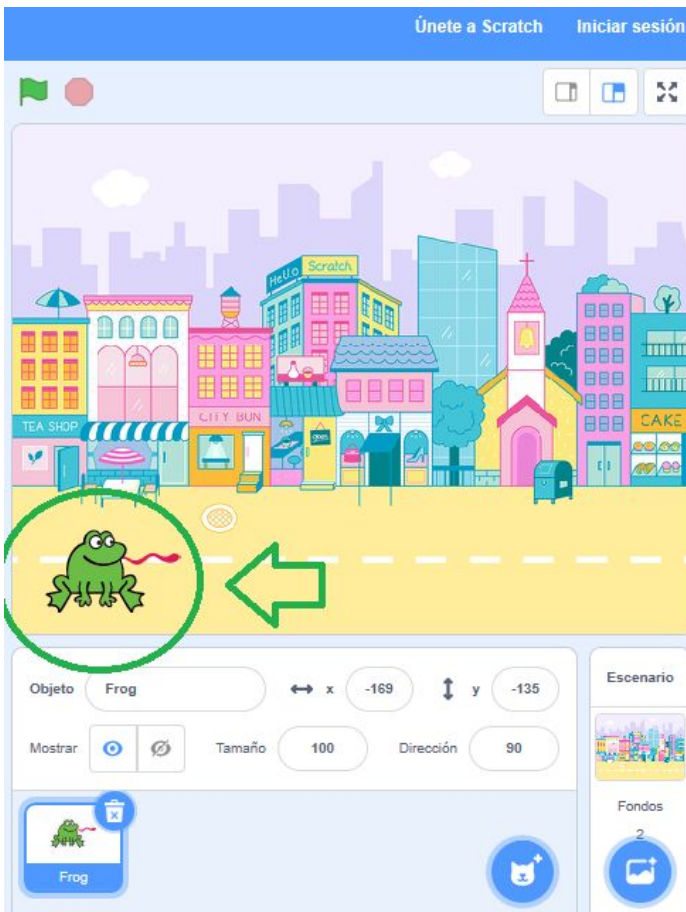 Únete a Scratch Iniciar sesión
HeLLo Scratch
TEA SHOP
CITY BUN
CAKE
Objeto Frog x -169 y -135
Mostrar Tamaño 100 Dirección 90
Frog
Escenario
Fondos
2